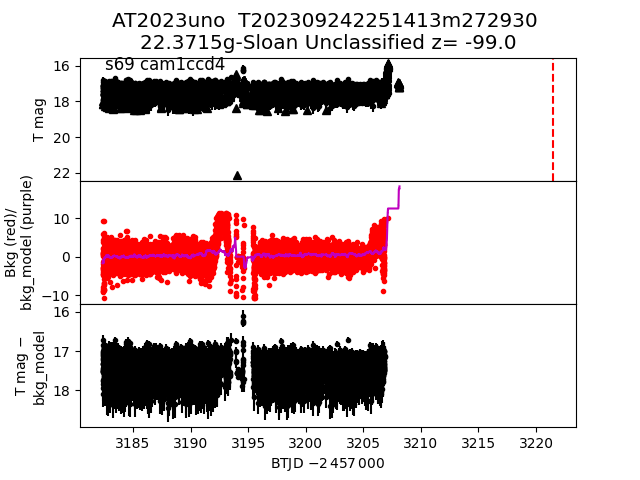 AT2023uno  T202309242251413m272930
22.3715g-Sloan Unclassified z= -99.0
s69 cam1ccd4
16
18
20
22
T mag
10
0
−10
Bkg (red)/
bkg_model (purple)
16
17
18
T mag −
bkg_model
3185 3190 3195 3200 3205 3210 3215 3220
BTJD −2 457 000